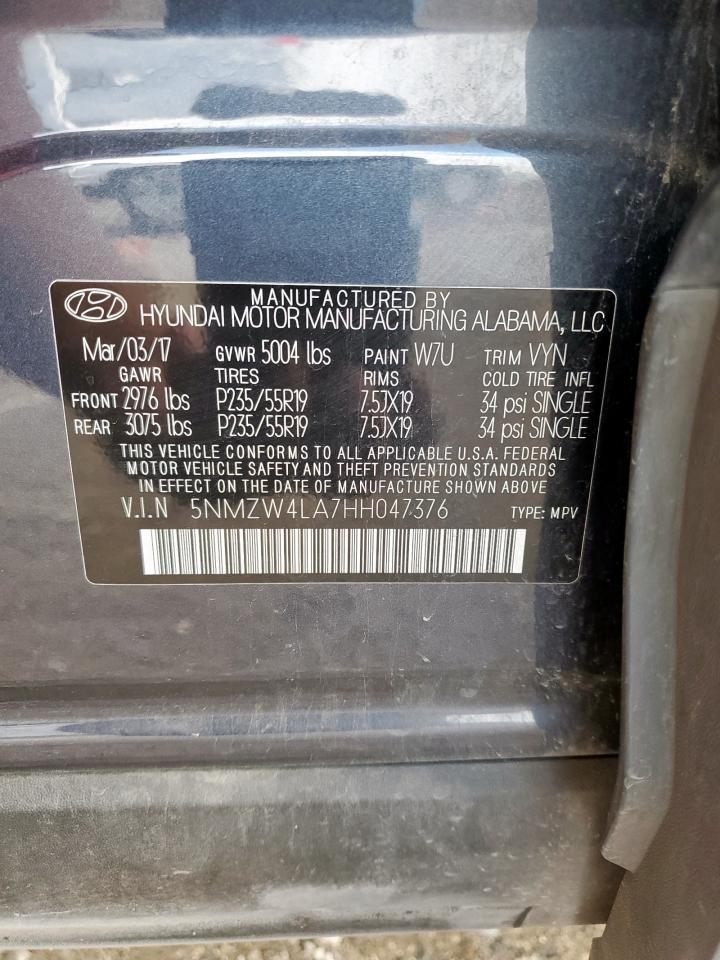 MANUFACTURED BY
HYUNDAI MOTOR MANUFACTURING ALABAMA, LLC
Mar/03/17 GVWR 5004 lbs PAINT W7U TRIM VYN
GAWR TIRES RIMS COLD TIRE INFL
FRONT 2976 lbs P235/55R19 7.5JX19 34 psi SINGLE
REAR 3075 lbs P235/55R19 7.5JX19 34 psi SINGLE
THIS VEHICLE CONFORMS TO ALL APPLICABLE U.S.A. FEDERAL
MOTOR VEHICLE SAFETY AND THEFT PREVENTION STANDARDS
IN EFFECT ON THE DATE OF MANUFACTURE SHOWN ABOVE.
V.I.N 5NMZW4LA7HH047376 TYPE: MPV